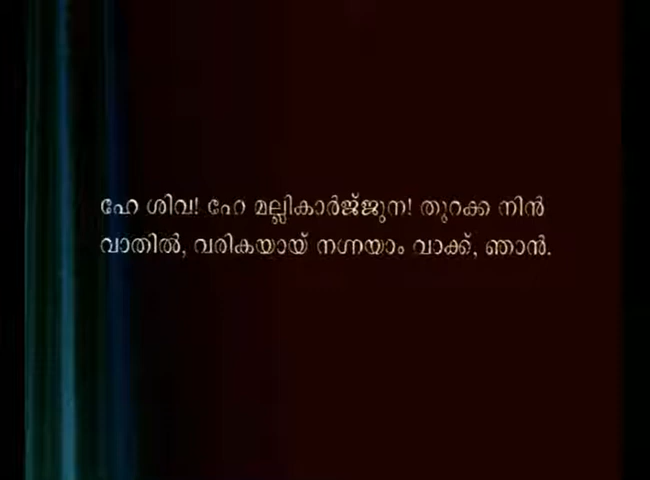 ഹേ ശിവ! ഹേ മല്ലികാർജ്ജുന! തുറക്ക നിൻ
വാതിൽ, വരികയായ് നഗ്നയാം വാക്ക്, ഞാൻ.